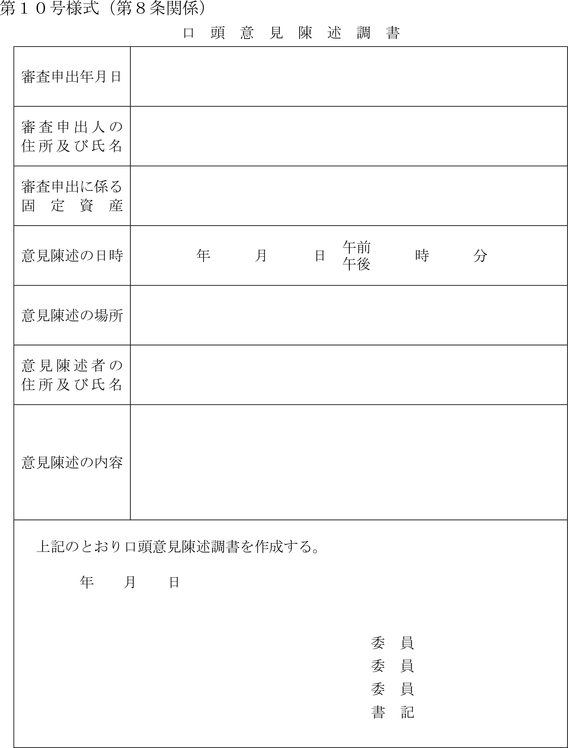 第１０号様式（第８条関係）
口頭意見陳述調書
審査申出年月日
審査申出人の
住所及び氏名
審査申出に係る
固定資産
意見陳述の日時
年 月 日 午前 時 分
午後
意見陳述の場所
意見陳述者の
住所及び氏名
意見陳述の内容
上記のとおり口頭意見陳述調書を作成する。
年 月 日
委 員
委 員
委 員
書 記